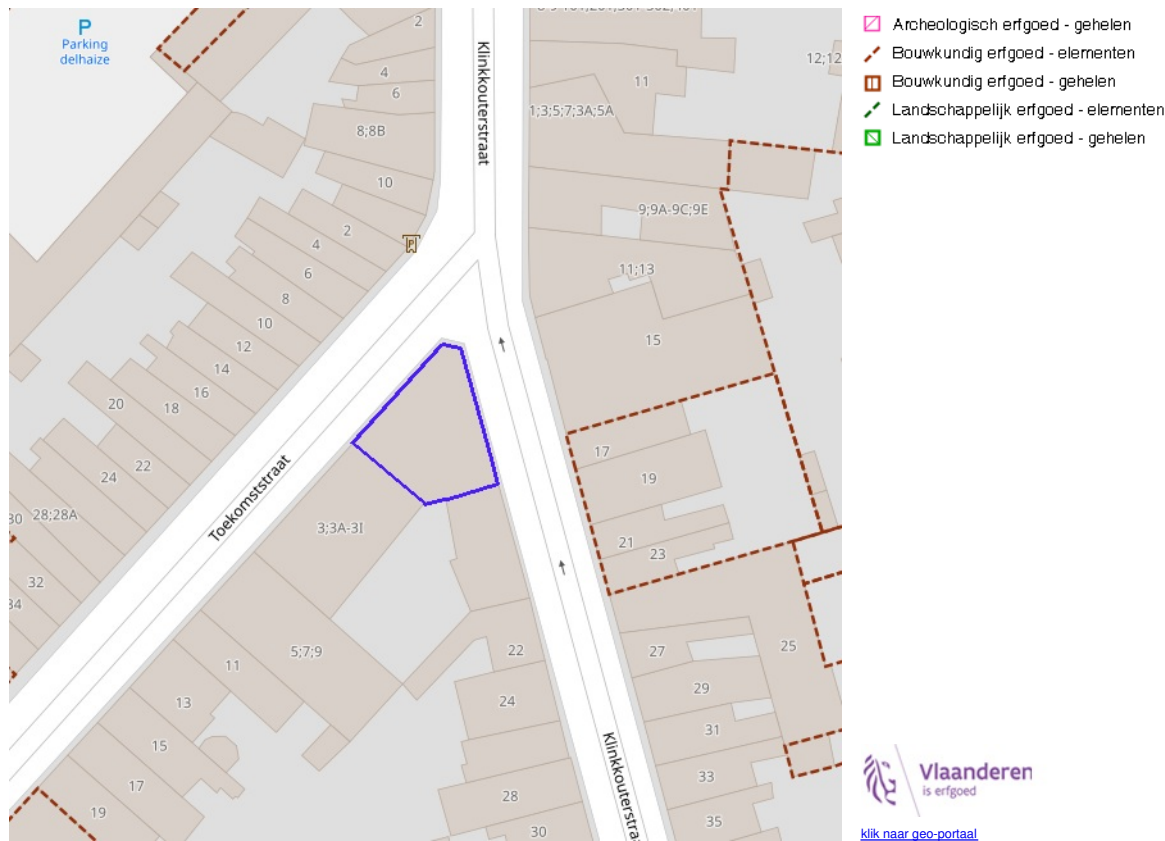 P
Parking
delhaize
2
4
6
8;8B
10
2
4
6
8
10
12
14
16
18
20
22
24
28;28A
30
32
34
Klinkkouterstraat
11
12;12
1;3;5;7;3A;5A
9;9A-9C;9E
11;13
15
17
19
21
23
25
27
29
31
33
35
Toekomststraat
3;3A-3I
5;7;9
11
13
15
17
19
22
24
28
30
Klinkkouterstraa
P
Archeologisch erfgoed - gehelen
Bouwkundig erfgoed - elementen
Bouwkundig erfgoed - gehelen
Landschappelijk erfgoed - elementen
Landschappelijk erfgoed - gehelen
Vlaanderen
is erfgoed
klik naar geo-portaal